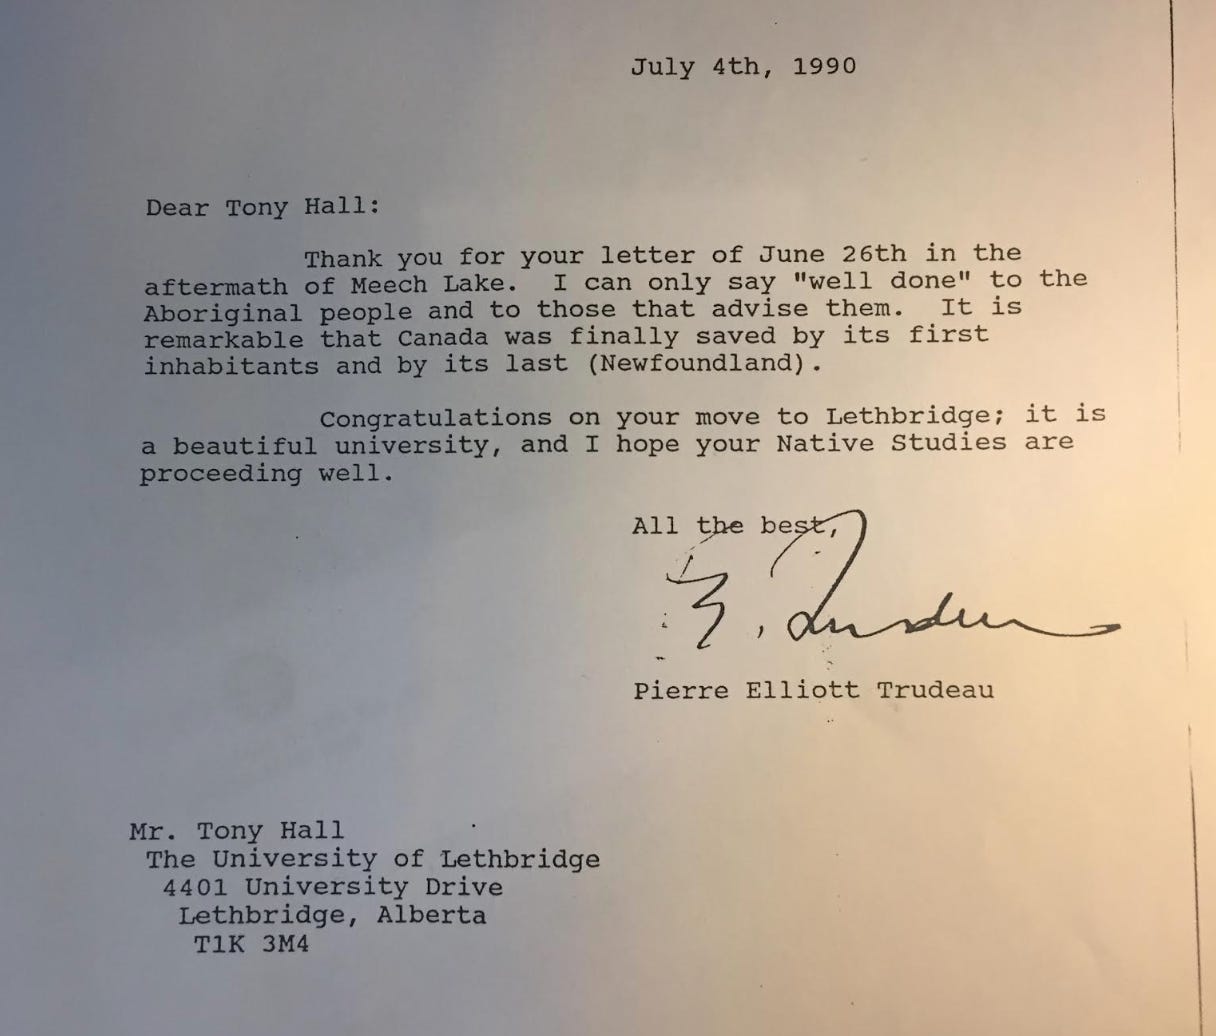 July 4th, 1990
Dear Tony Hall:
Thank you for your letter of June 26th in the
aftermath of Meech Lake. I can only say "well done" to the
Aboriginal people and to those that advise them. It is
remarkable that Canada was finally saved by its first
inhabitants and by its last (Newfoundland).
Congratulations on your move to Lethbridge; it is
a beautiful university, and I hope your Native Studies are
proceeding well.
All the best,
E. Trudeau
Pierre Elliott Trudeau
Mr. Tony Hall
The University of Lethbridge
4401 University Drive
Lethbridge, Alberta
T1K 3M4